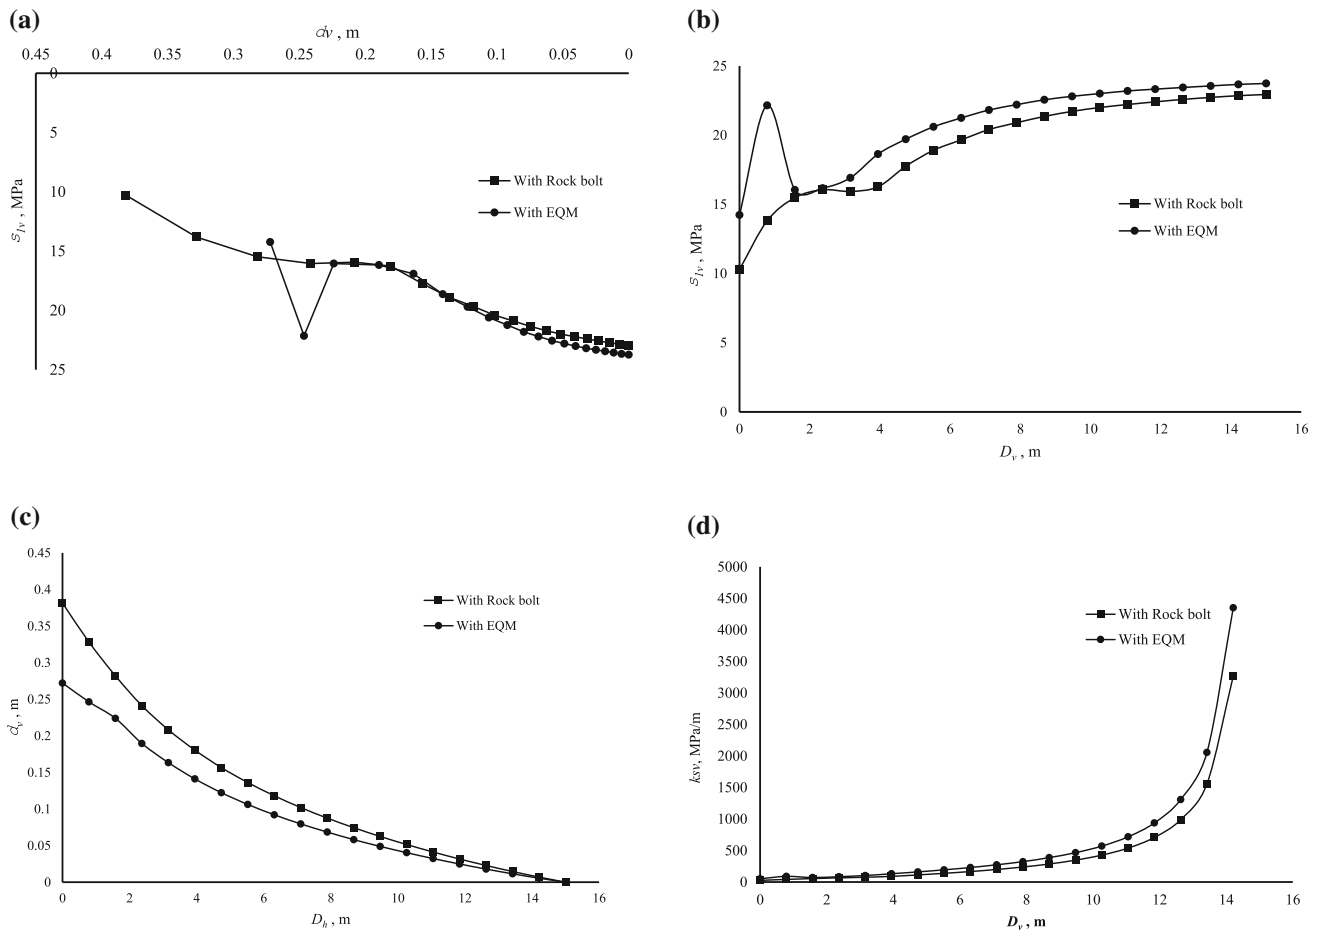 (a)
dv , m
0.45 0.4 0.35 0.3 0.25 0.2 0.15 0.1 0.05 0
0
5
10
15
20
25
s1v , MPa
With Rock bolt
With EQM
(b)
25
20
15
10
5
0
s1v , MPa
With Rock bolt
With EQM
0 2 4 6 8 10 12 14 16
Dv , m
(c)
0.45
0.4
0.35
0.3
0.25
0.2
0.15
0.1
0.05
0
dv , m
With Rock bolt
With EQM
0 2 4 6 8 10 12 14 16
Dh , m
(d)
5000
4500
4000
3500
3000
2500
2000
1500
1000
500
0
ksv, MPa/m
With Rock bolt
With EQM
0 2 4 6 8 10 12 14 16
Dv , m